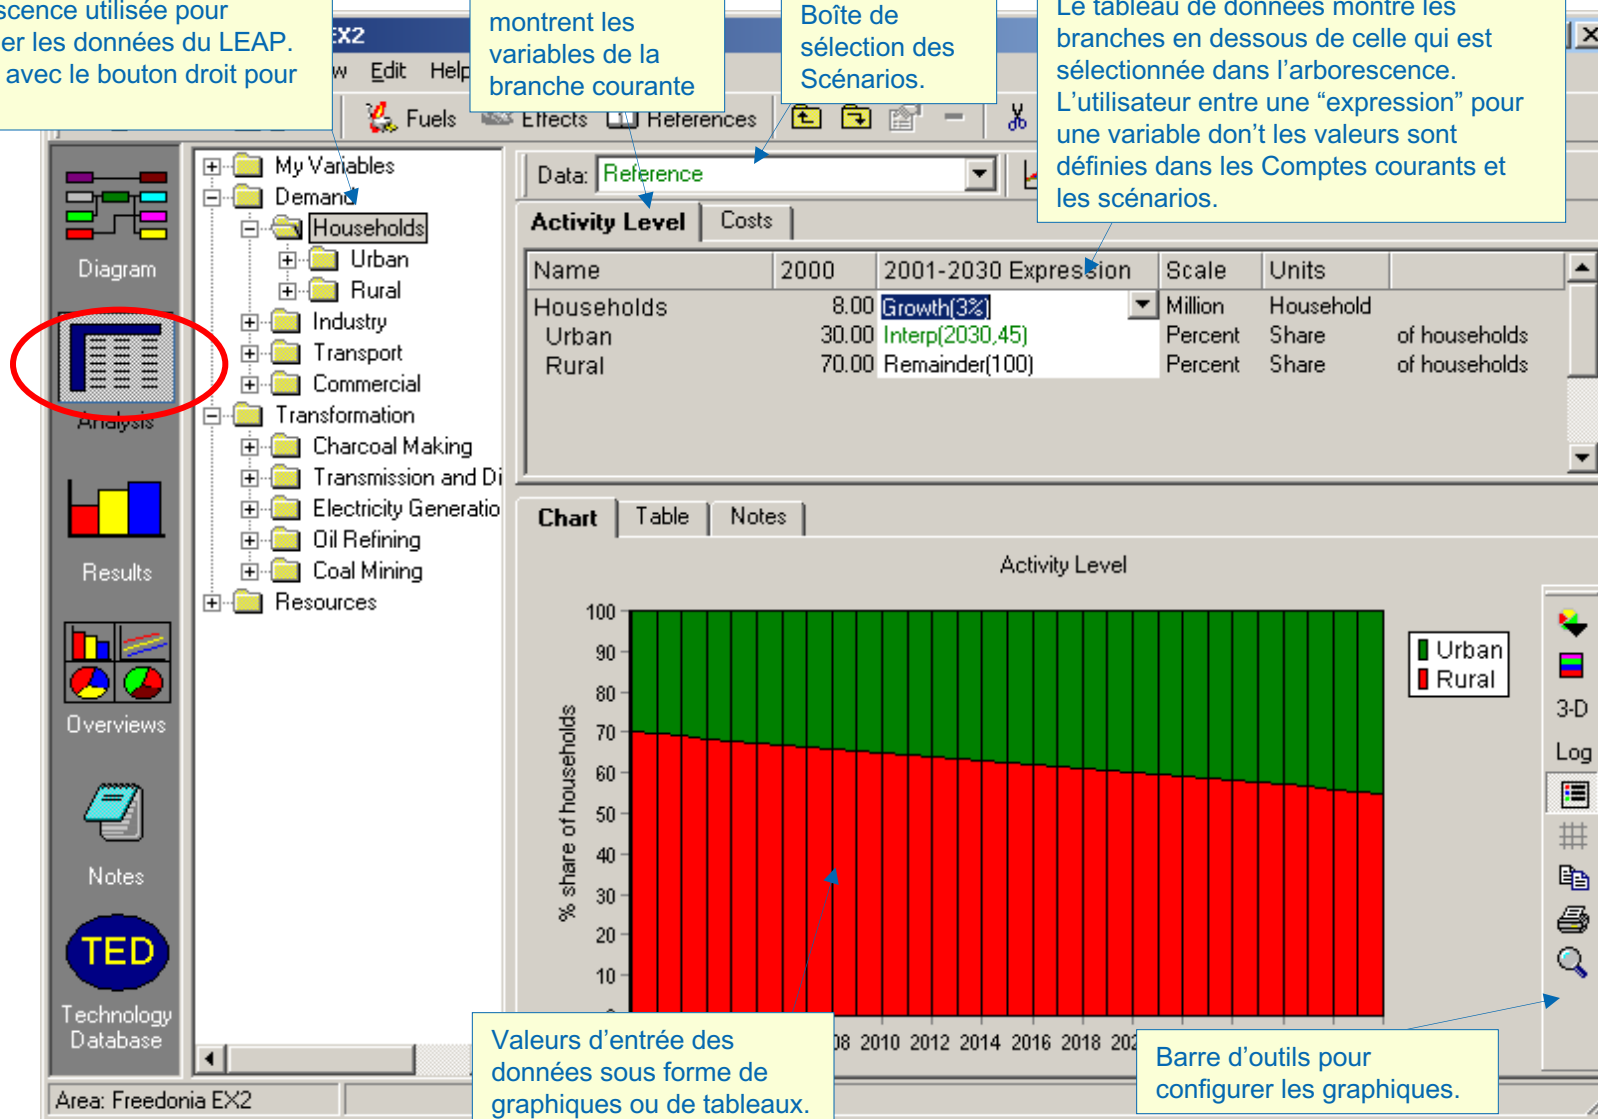 utilisée pour
les données du LEAP.
avec le bouton droit pour
montrent les
variables de la
branche courante
Boîte de
sélection des
Scénarios.
Le tableau de données montre les
branches en dessous de celle qui est
sélectionnée dans l'arborescence.
L'utilisateur entre une "expression" pour
une variable don't les valeurs sont
définies dans les Comptes courants et
les scénarios.
EX2
Edit Help
Fuels Effects References
Diagram
Analysis
Results
Overviews
Notes
TED
Technology
Database
My Variables
Demand
Households
Urban
Rural
Industry
Transport
Commercial
Transformation
Charcoal Making
Transmission and Di
Electricity Generatio
Oil Refining
Coal Mining
Resources
Data: Reference
Activity Level Costs
Name 2000 2001-2030 Expression Scale Units
Households 8.00 Growth(3%) Million Household
Urban 30.00 Interp(2030,45) Percent Share of households
Rural 70.00 Remainder(100) Percent Share of households
Chart Table Notes
Activity Level
% share of households
100
90
80
70
60
50
40
30
20
10
2010 2012 2014 2016 2018
Urban
Rural
3-D
Log
Valeurs d'entrée des
données sous forme de
graphiques ou de tableaux.
Barre d'outils pour
configurer les graphiques.
Area: Freedonia EX2